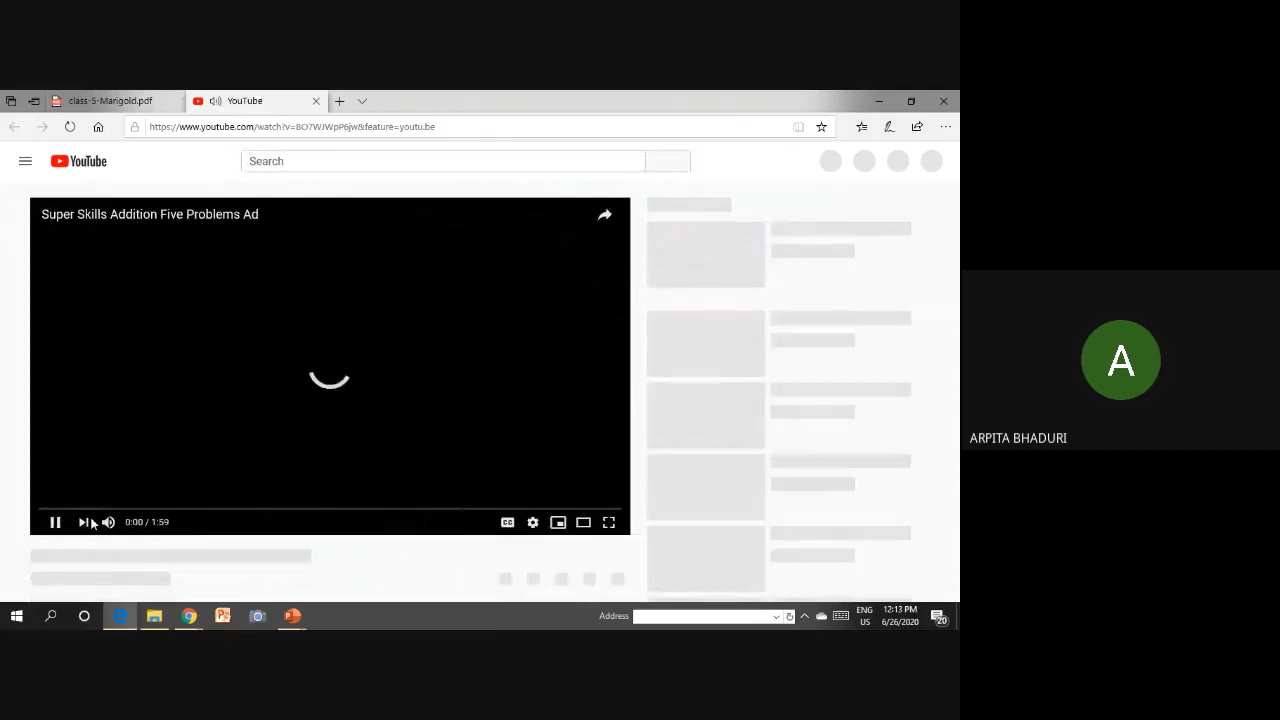 class-5-Marigold.pdf
YouTube
https://www.youtube.com/watch?v=BO7WJWpP6jw&feature=youtu.be
YouTube
Search
Super Skills Addition Five Problems Ad
A
ARPITA BHADURI
0:00 / 1:59
CC
Address
ENG
US
12:13 PM
6/26/2020
20